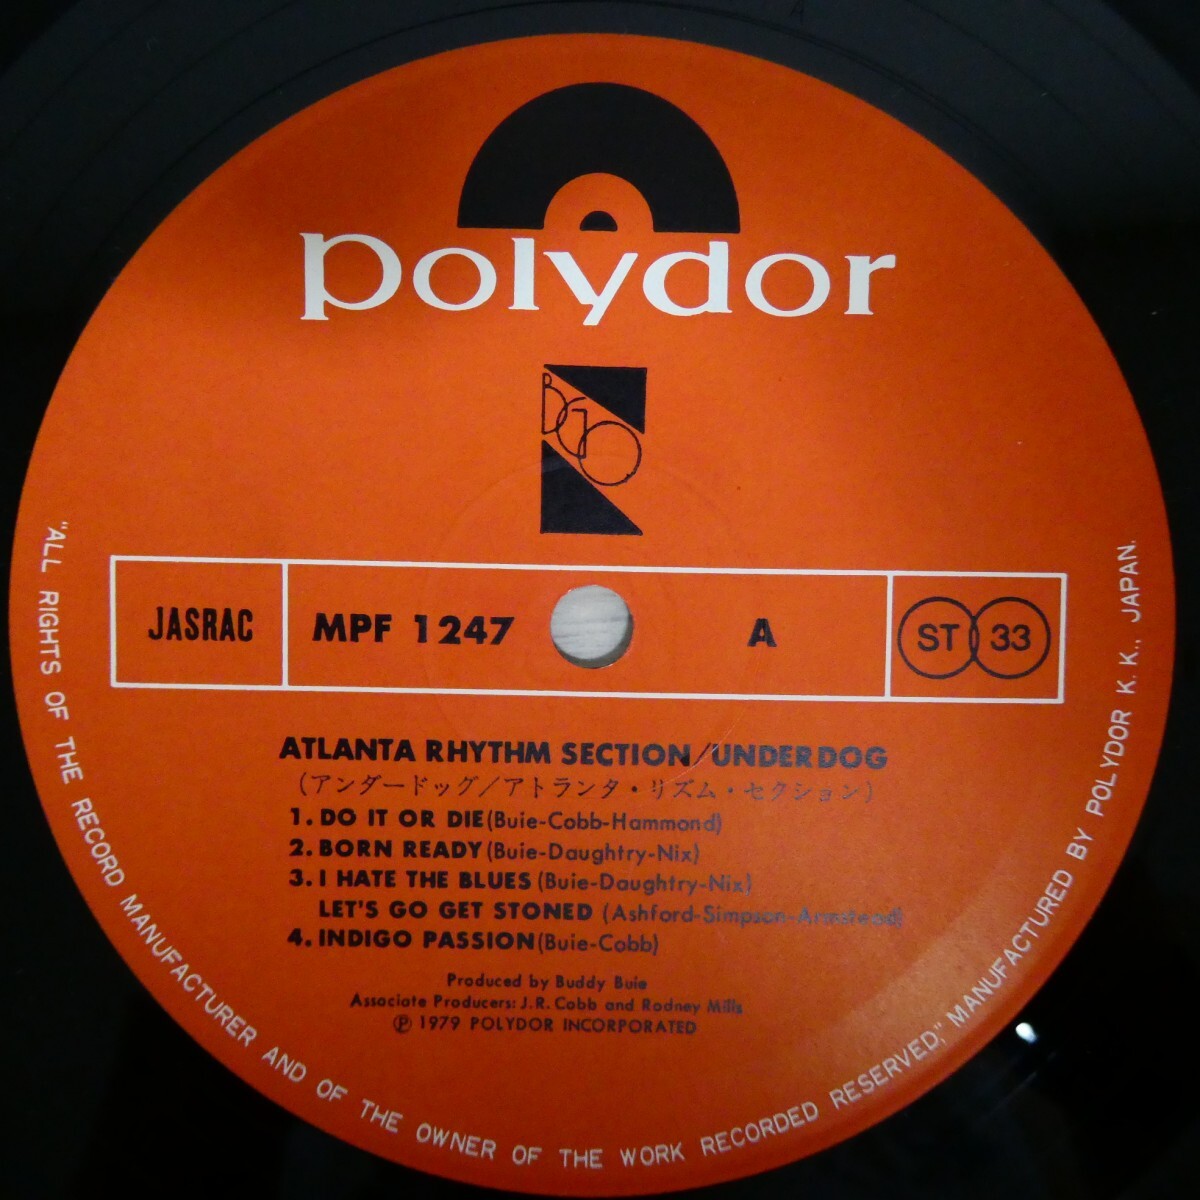 polydor
BGO
JASRAC
MPF 1247
A
ST 33
ATLANTA RHYTHM SECTION/UNDERDOG
(アンダードッグ/アトランタ・リズム・セクション)
1. DO IT OR DIE (Buie-Cobb-Hammond)
2. BORN READY (Buie-Daughtry-Nix)
3. I HATE THE BLUES (Buie-Daughtry-Nix)
LET'S GO GET STONED (Ashford-Simpson-Armstead)
4. INDIGO PASSION (Buie-Cobb)
Produced by Buddy Buie
Associate Producers: J.R. Cobb and Rodney Mills
℗ 1979 POLYDOR INCORPORATED
"ALL RIGHTS OF THE RECORD MANUFACTURER AND OF THE OWNER OF THE WORK RECORDED RESERVED," MANUFACTURED BY POLYDOR K. K., JAPAN.